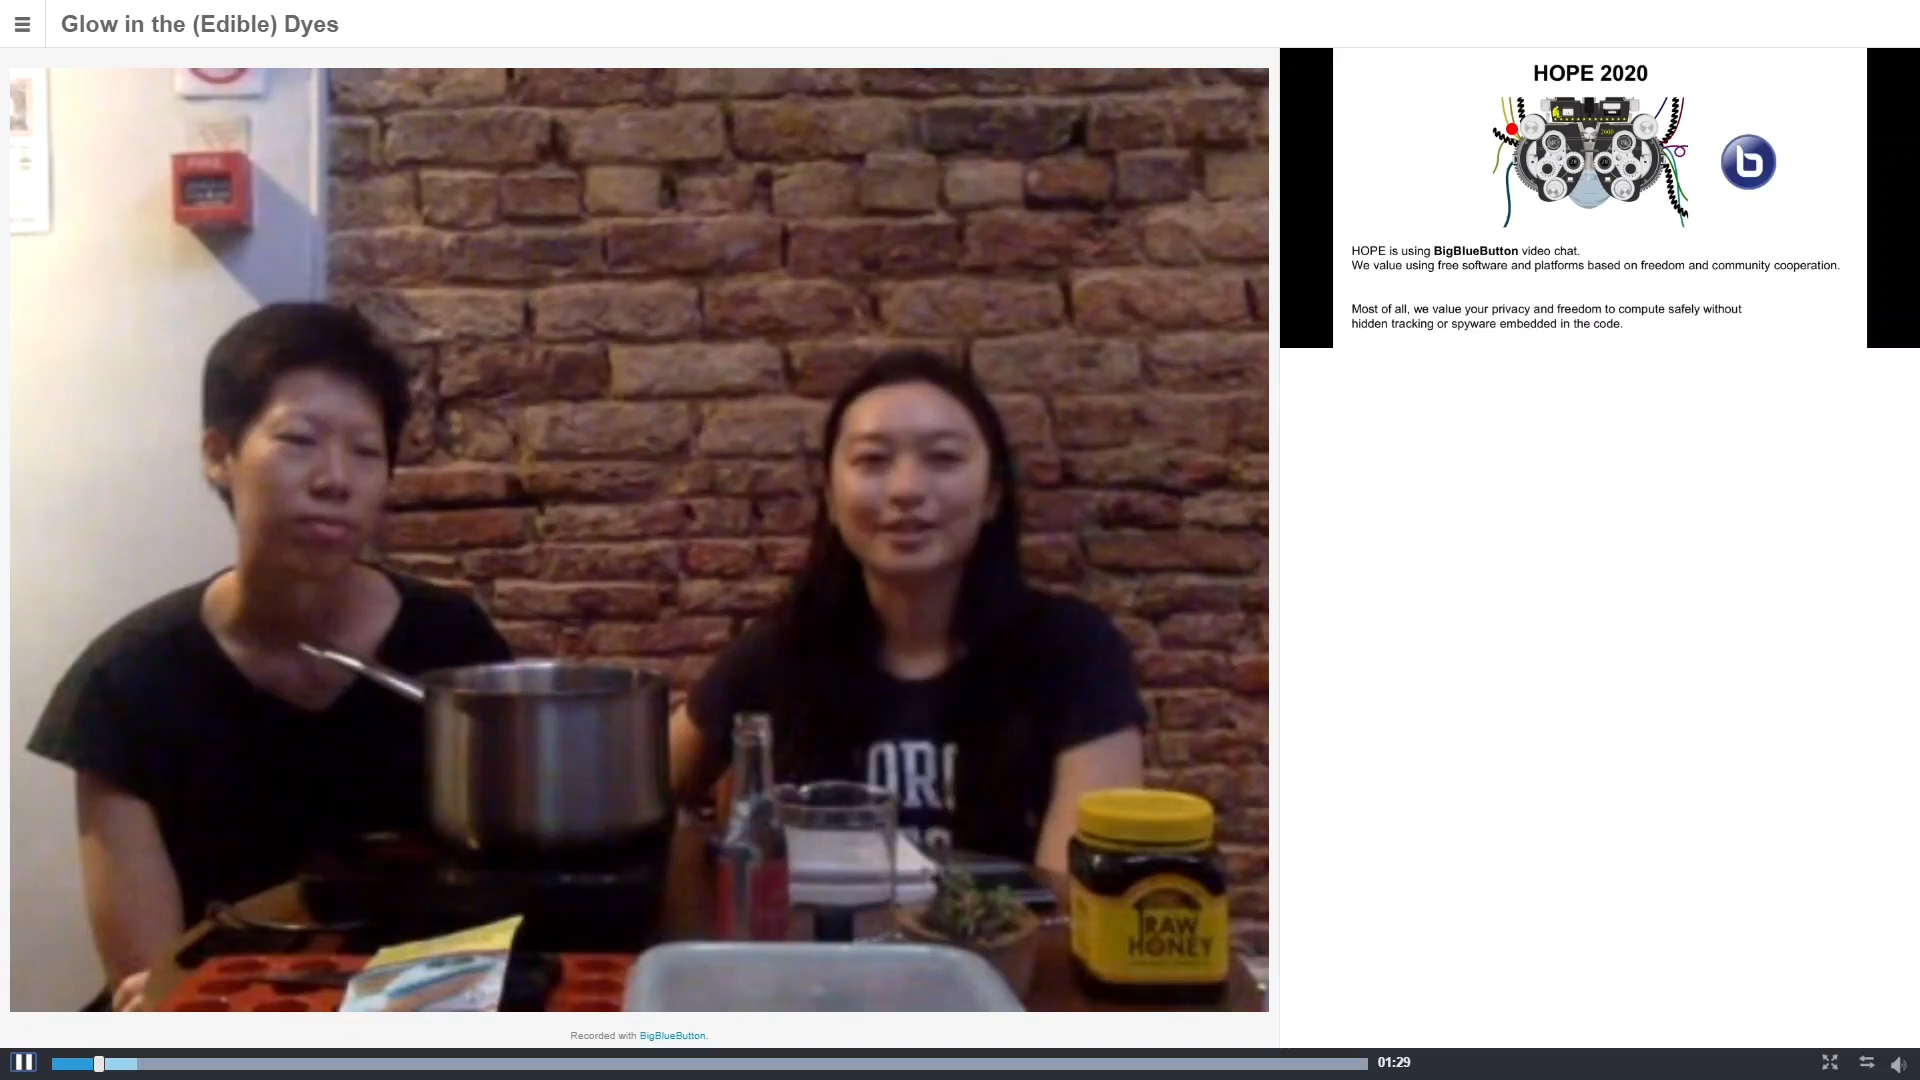 Glow in the (Edible) Dyes
HOPE 2020
2600
HOPE is using BigBlueButton video chat.
We value using free software and platforms based on freedom and community cooperation.
Most of all, we value your privacy and freedom to compute safely without
hidden tracking or spyware embedded in the code.
FIRE
RAW
HONEY
Recorded with BigBlueButton.
01:29